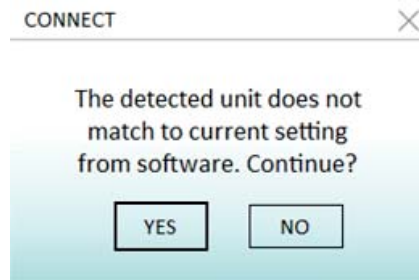 CONNECT
The detected unit does not
match to current setting
from software. Continue?
YES NO